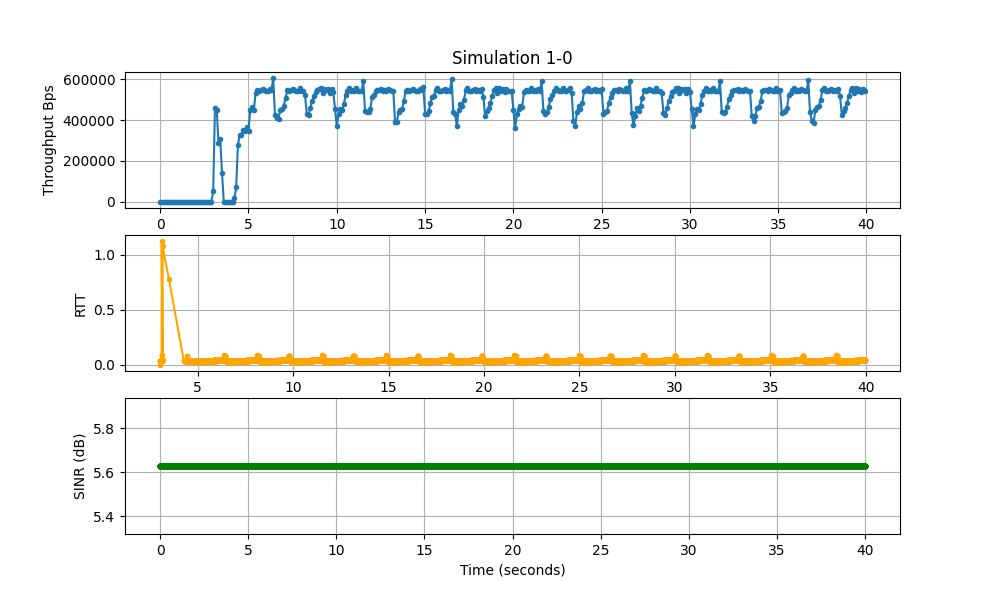 Simulation 1-0
Throughput Bps
600000
400000
200000
0
0 5 10 15 20 25 30 35 40
RTT
1.0
0.5
0.0
5 10 15 20 25 30 35 40
SINR (dB)
5.8
5.6
5.4
0 5 10 15 20 25 30 35 40
Time (seconds)